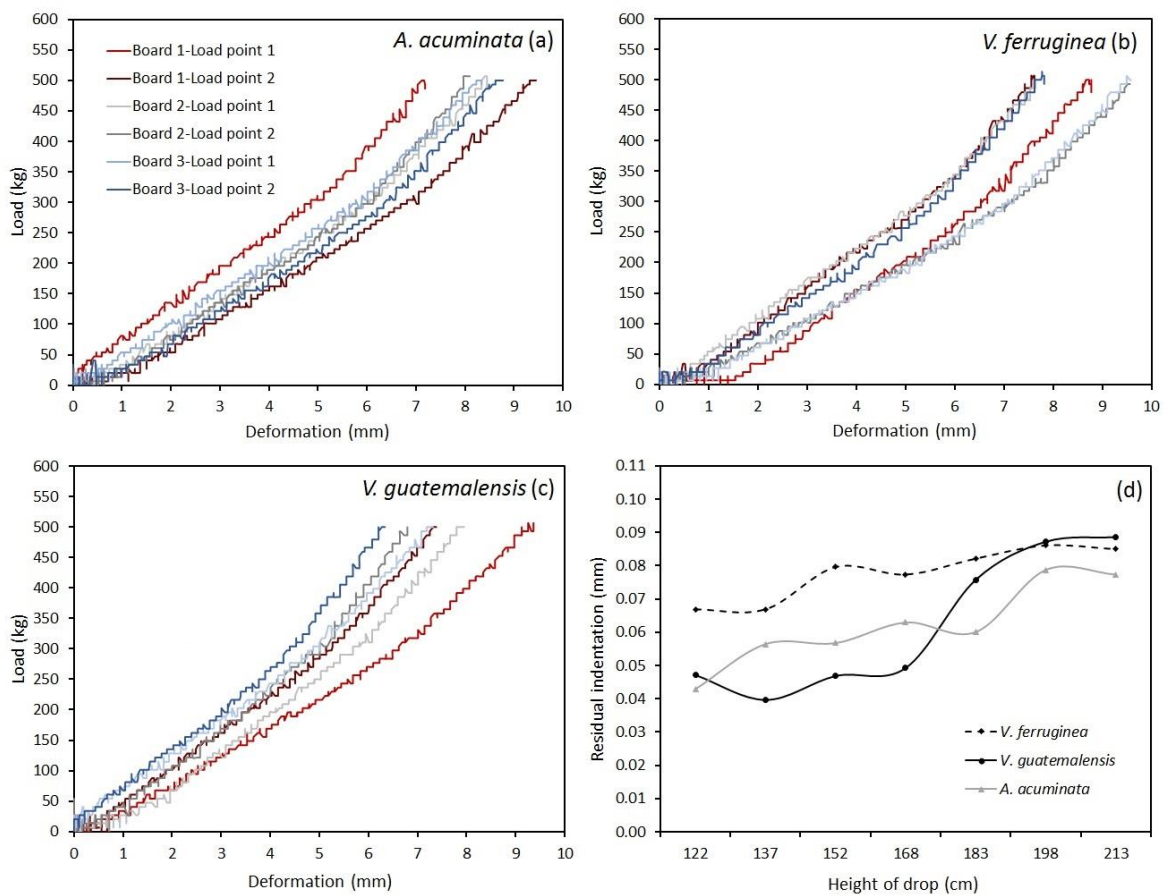 A. acuminata (a)
600
550
500
450
400
350
300
250
200
150
100
50
0
Load (kg)
Board 1-Load point 1
Board 1-Load point 2
Board 2-Load point 1
Board 2-Load point 2
Board 3-Load point 1
Board 3-Load point 2
0 1 2 3 4 5 6 7 8 9 10
Deformation (mm)
V. ferruginea (b)
600
550
500
450
400
350
300
250
200
150
100
50
0
Load (kg)
0 1 2 3 4 5 6 7 8 9 10
Deformation (mm)
V. guatemalensis (c)
600
550
500
450
400
350
300
250
200
150
100
50
0
Load (kg)
0 1 2 3 4 5 6 7 8 9 10
Deformation (mm)
(d)
0.11
0.10
0.09
0.08
0.07
0.06
0.05
0.04
0.03
0.02
0.01
0.00
Residual indentation (mm)
V. ferruginea
V. guatemalensis
A. acuminata
122 137 152 168 183 198 213
Height of drop (cm)